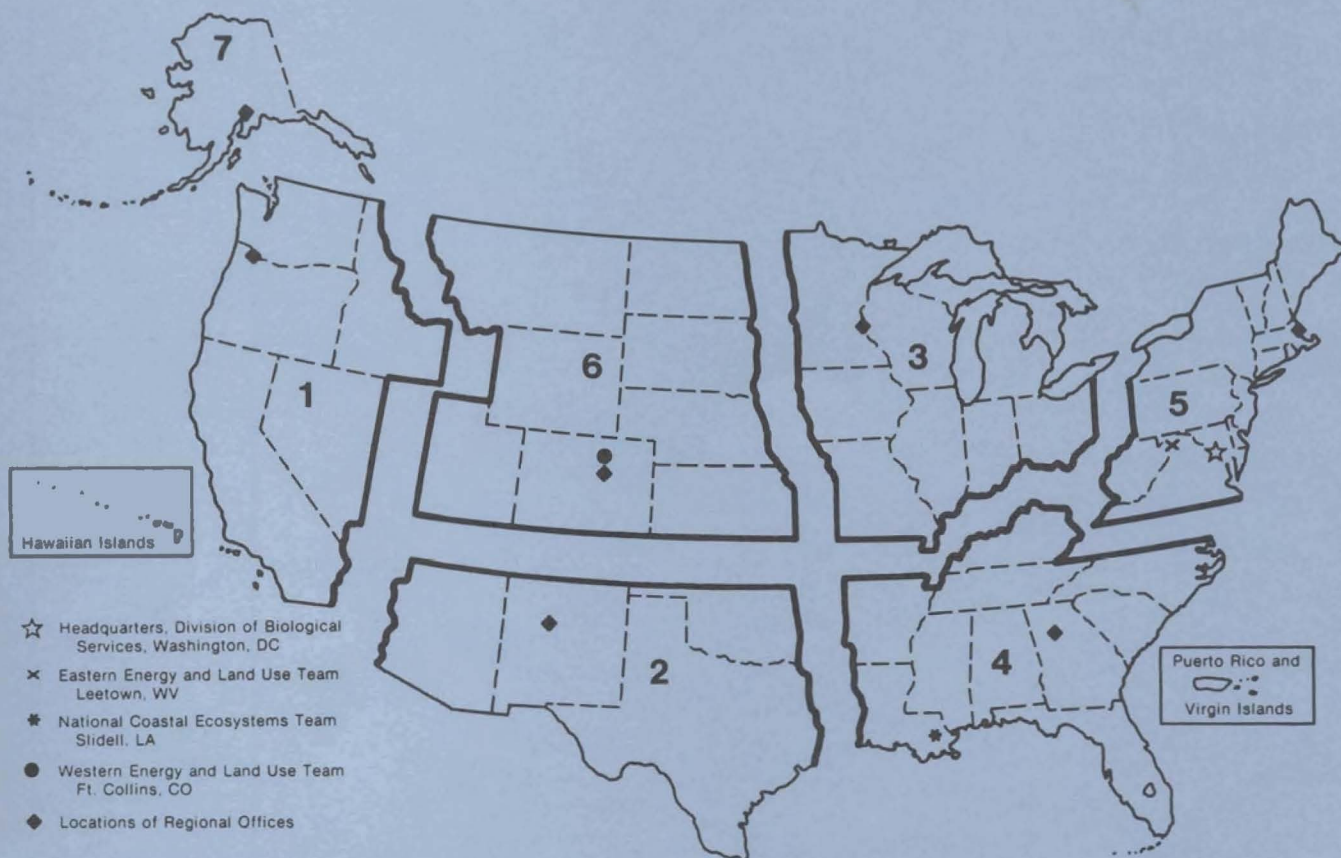 7
6
3
1
5
Hawaiian Islands
2
4
Puerto Rico and
Virgin Islands
Headquarters, Division of Biological
Services, Washington, DC
Eastern Energy and Land Use Team
Leetown, WV
National Coastal Ecosystems Team
Slidell, LA
Western Energy and Land Use Team
Ft. Collins, CO
Locations of Regional Offices